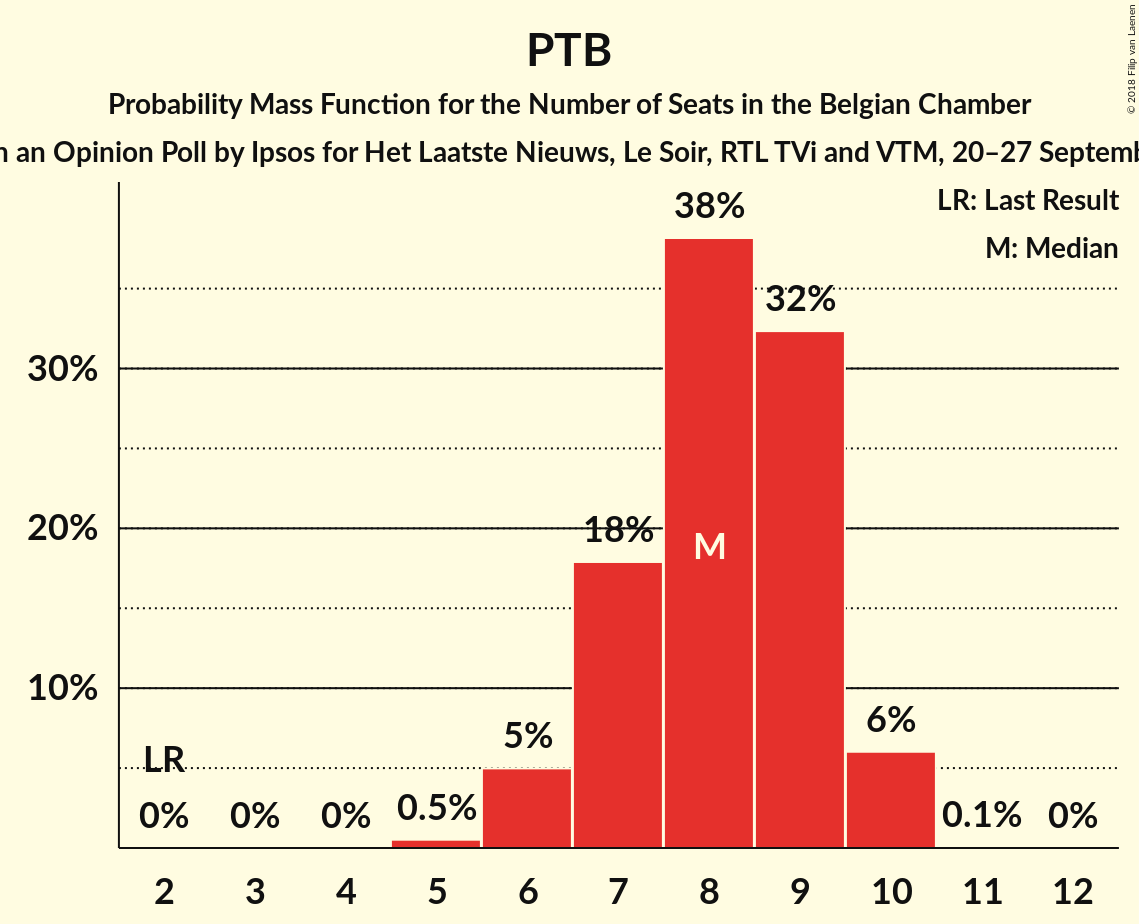 PTB
Probability Mass Function for the Number of Seats in the Belgian Chamber
an Opinion Poll by Ipsos for Het Laatste Nieuws, Le Soir, RTL TVi and VTM, 20–27
© 2018 Filip van Laenen
LR: Last Result
M: Median
38%
32%
30%
20%
18%
M
10%
6%
5%
LR
0% 0% 0% 0.5% 0.1% 0%
2 3 4 5 6 7 8 9 10 11 12